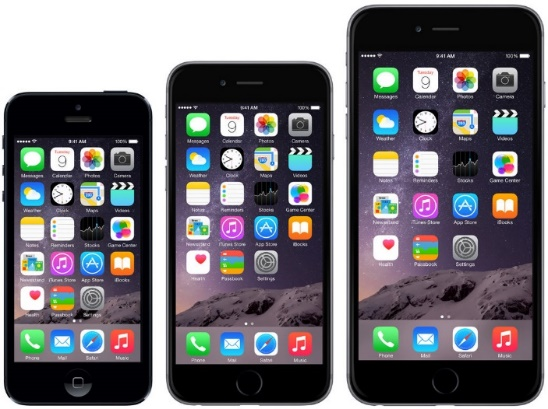 9:41 AM 100%
Tuesday
9
Messages Calendar Photos Camera
Weather Clock Maps Videos
Notes Reminders Stocks Game Center
Newsstand iTunes Store App Store iBooks
Health Passbook Settings
Phone Mail Safari Music
9:41 AM 100%
Tuesday
9
Messages Calendar Photos Camera
Weather Clock Maps Videos
Notes Reminders Stocks Game Center
Newsstand iTunes Store App Store iBooks
Health Passbook Settings
Phone Mail Safari Music
9:41 AM 100%
Tuesday
9
Messages Calendar Photos Camera
Weather Clock Maps Videos
Notes Reminders Stocks Game Center
Newsstand iTunes Store App Store iBooks
Health Passbook Settings
Phone Mail Safari Music